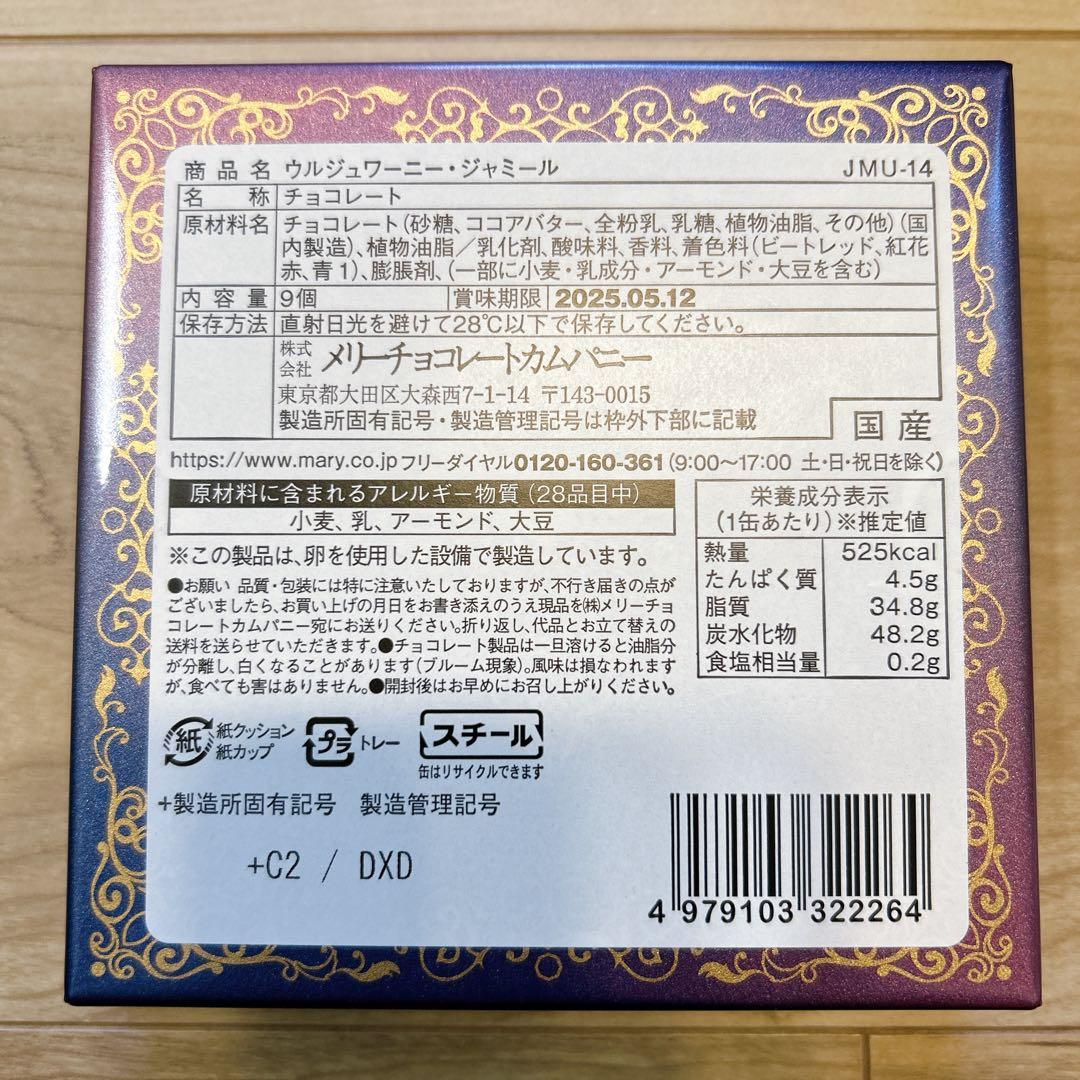 商品名 ウルジュワーニー・ジャミール JMU-14
名称 チョコレート
原材料名 チョコレート(砂糖、ココアバター、全粉乳、乳糖、植物油脂、その他)(国
内製造)、植物油脂／乳化剤、酸味料、香料、着色料(ビートレッド、紅花
赤、青1)、膨脹剤、(一部に小麦・乳成分・アーモンド・大豆を含む)
内容量 9個 賞味期限 2025.05.12
保存方法 直射日光を避けて28℃以下で保存してください。
株式会社 メリーチョコレートカムパニー
東京都大田区大森西7-1-14 〒143-0015
製造所固有記号・製造管理記号は枠外下部に記載
国産
https://www.mary.co.jp フリーダイヤル0120-160-361(9:00〜17:00 土・日・祝日を除く)
原材料に含まれるアレルギー物質(28品目中)
小麦、乳、アーモンド、大豆
※この製品は、卵を使用した設備で製造しています。
●お願い 品質・包装には特に注意いたしておりますが、不行き届きの点が
ございましたら、お買い上げの月日をお書き添えのうえ現品を㈱メリーチョ
コレートカムパニー宛にお送りください。折り返し、代品とお立て替えの
送料を送らせていただきます。●チョコレート製品は一旦溶けると油脂分
が分離し、白くなることがあります(ブルーム現象)。風味は損なわれます
が、食べても害はありません。●開封後はお早めにお召し上がりください。
栄養成分表示
(1缶あたり)※推定値
熱量 525kcal
たんぱく質 4.5g
脂質 34.8g
炭水化物 48.2g
食塩相当量 0.2g
紙 紙クッション
紙カップ
プラ トレー
スチール
缶はリサイクルできます
+製造所固有記号 製造管理記号
+C2 / DXD
4 979103 322264